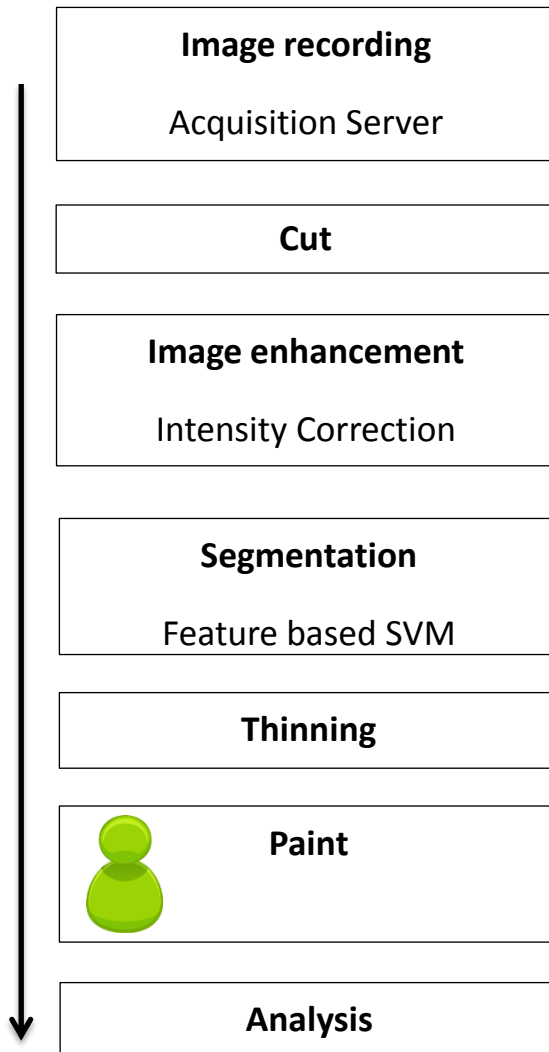 Image recording
Acquisition Server
Cut
Image enhancement
Intensity Correction
Segmentation
Feature based SVM
Thinning
Paint
Analysis